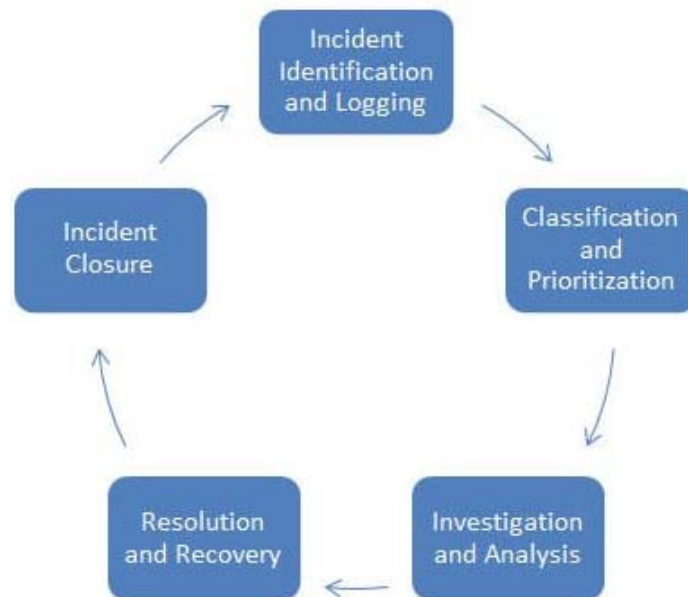 Incident
Identification
and Logging
Classification
and
Prioritization
Investigation
and Analysis
Resolution
and Recovery
Incident
Closure